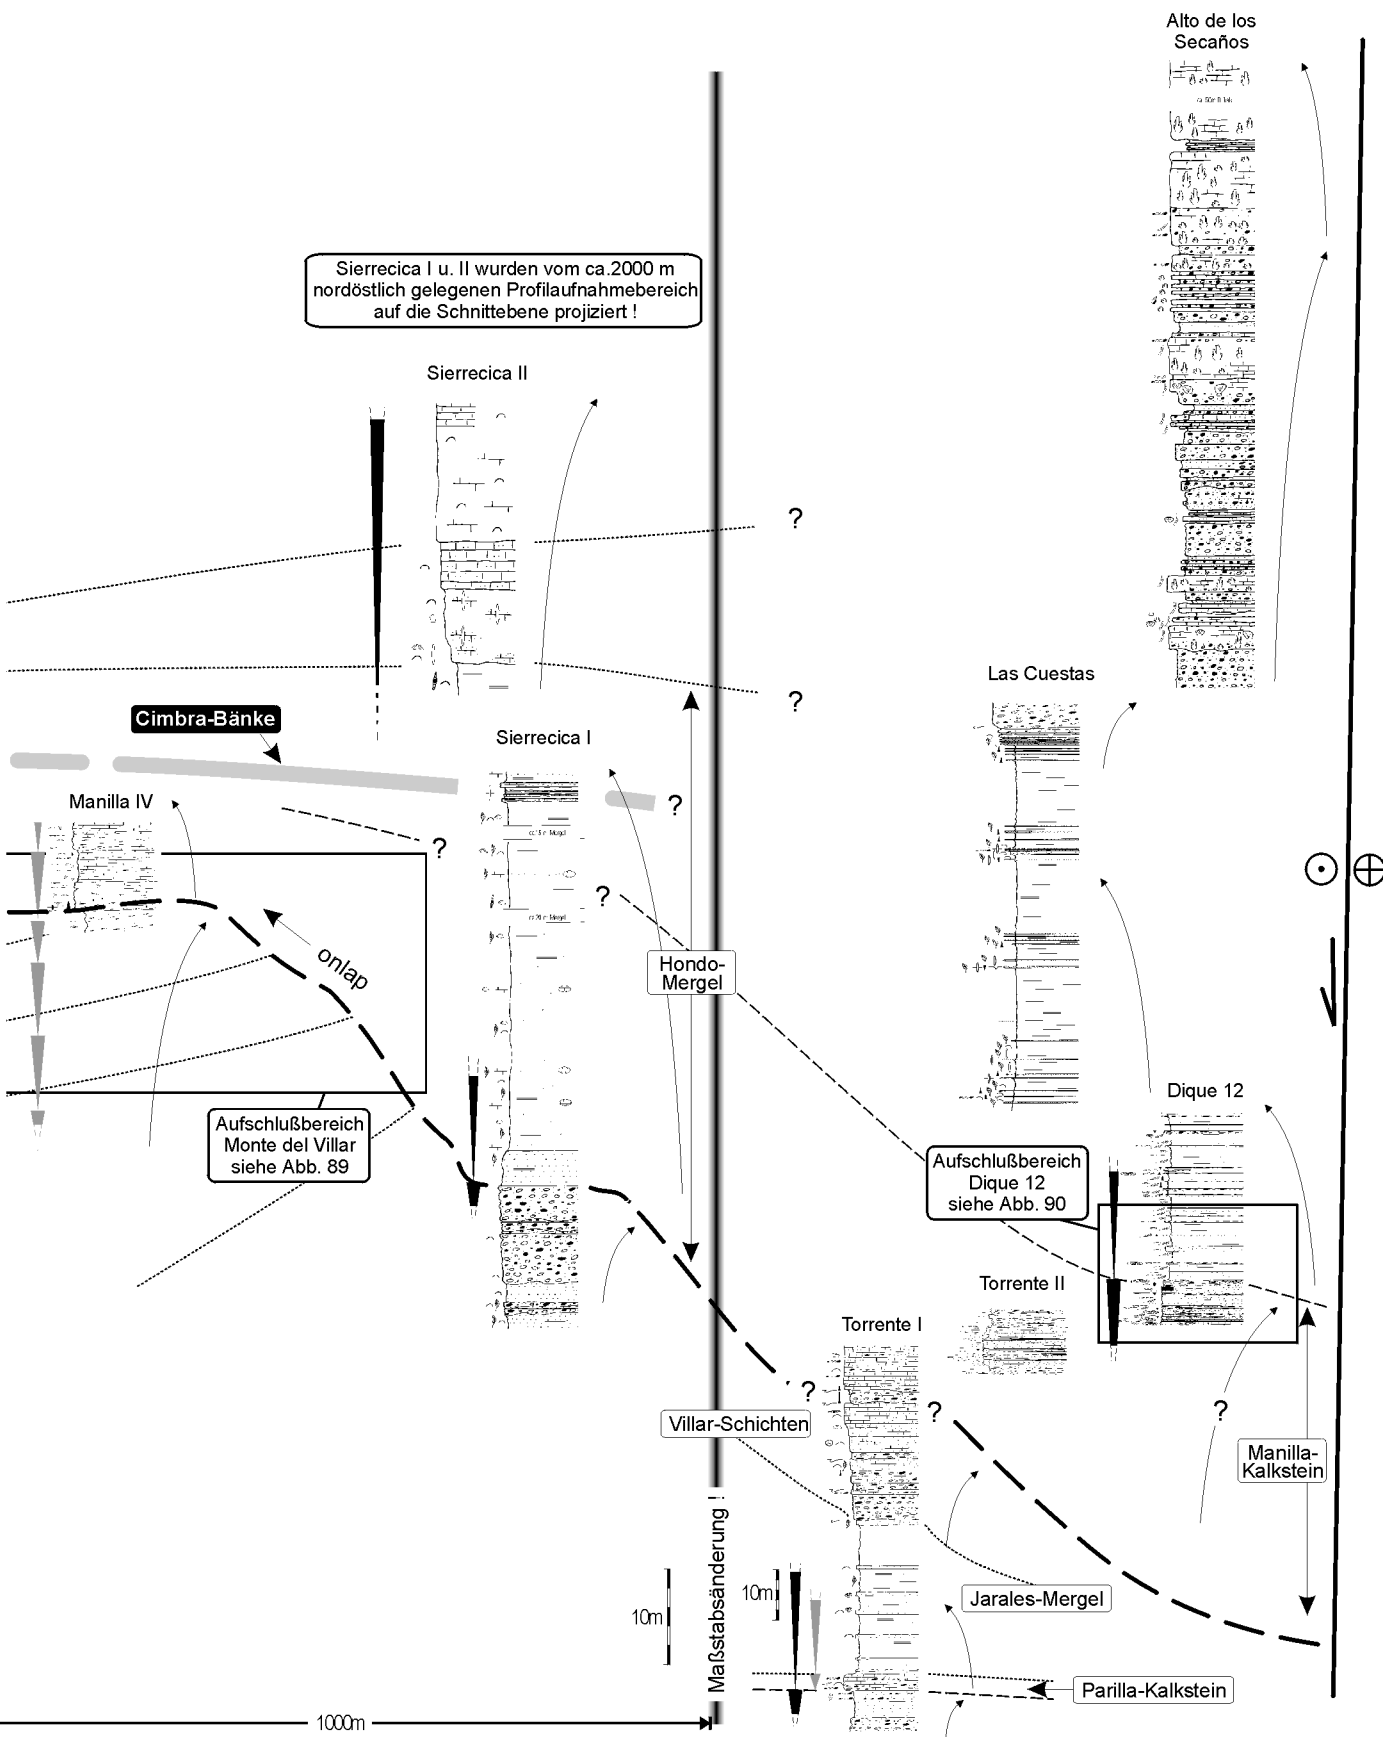 Alto de los
Secaños
Sierrecica I u. II wurden vom ca.2000 m
nordöstlich gelegenen Profilaufnahmebereich
auf die Schnittebene projiziert !
Sierrecica II
?
?
Las Cuestas
Cimbra-Bänke
Sierrecica I
?
Manilla IV
?
?
onlap
Hondo-
Mergel
Dique 12
Aufschlußbereich
Monte del Villar
siehe Abb. 89
Aufschlußbereich
Dique 12
siehe Abb. 90
Torrente II
Torrente I
?
?
?
Villar-Schichten
Manilla-
Kalkstein
Maßstabsänderung !
10m
10m
Jarales-Mergel
Parilla-Kalkstein
1000m